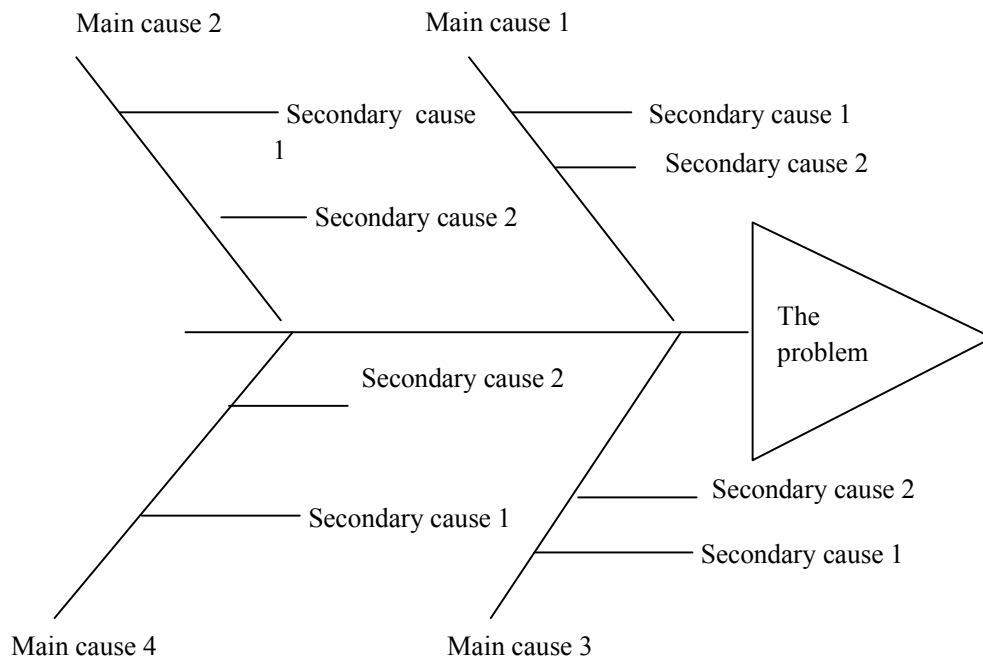 Main cause 2
Main cause 1
Secondary cause
1
Secondary cause 1
Secondary cause 2
Secondary cause 2
The
problem
Secondary cause 2
Secondary cause 2
Secondary cause 1
Secondary cause 1
Main cause 4
Main cause 3